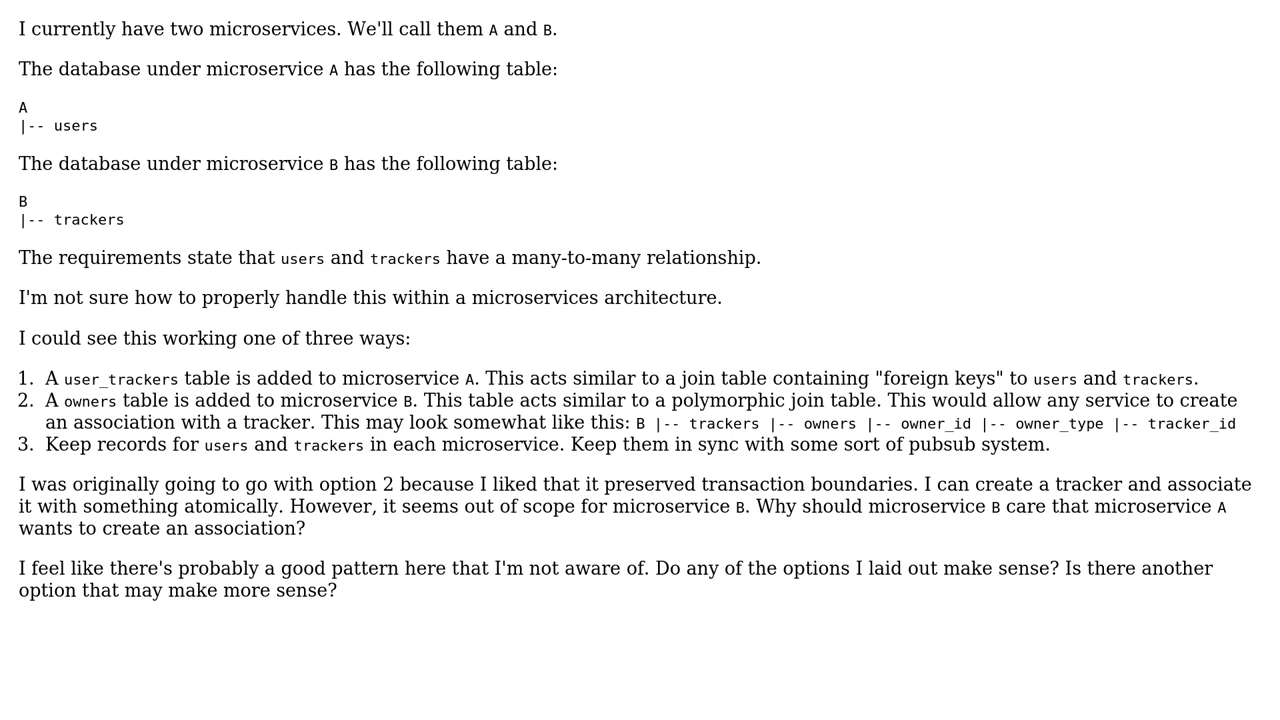 I currently have two microservices. We'll call them A and B.
The database under microservice A has the following table:
A
|-- users
The database under microservice B has the following table:
B
|-- trackers
The requirements state that users and trackers have a many-to-many relationship.
I'm not sure how to properly handle this within a microservices architecture.
I could see this working one of three ways:
1. A user_trackers table is added to microservice A. This acts similar to a join table containing "foreign keys" to users and trackers.
2. A owners table is added to microservice B. This table acts similar to a polymorphic join table. This would allow any service to create
an association with a tracker. This may look somewhat like this: B |-- trackers |-- owners |-- owner_id |-- owner_type |-- tracker_id
3. Keep records for users and trackers in each microservice. Keep them in sync with some sort of pubsub system.
I was originally going to go with option 2 because I liked that it preserved transaction boundaries. I can create a tracker and associate
it with something atomically. However, it seems out of scope for microservice B. Why should microservice B care that microservice A
wants to create an association?
I feel like there's probably a good pattern here that I'm not aware of. Do any of the options I laid out make sense? Is there another
option that may make more sense?